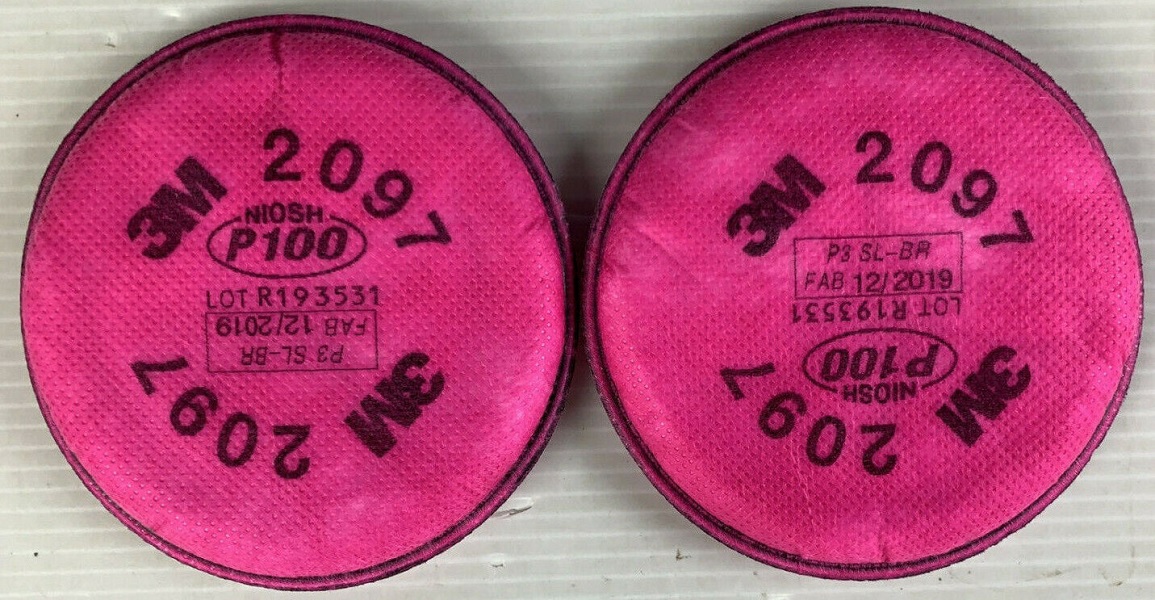 3M 2097
NIOSH
P100
LOT R193531
FAB 12/2019
P3 SL-BR
3M 2097
3M 2097
P3 SL-BR
FAB 12/2019
LOT R193531
P100
NIOSH
3M 2097